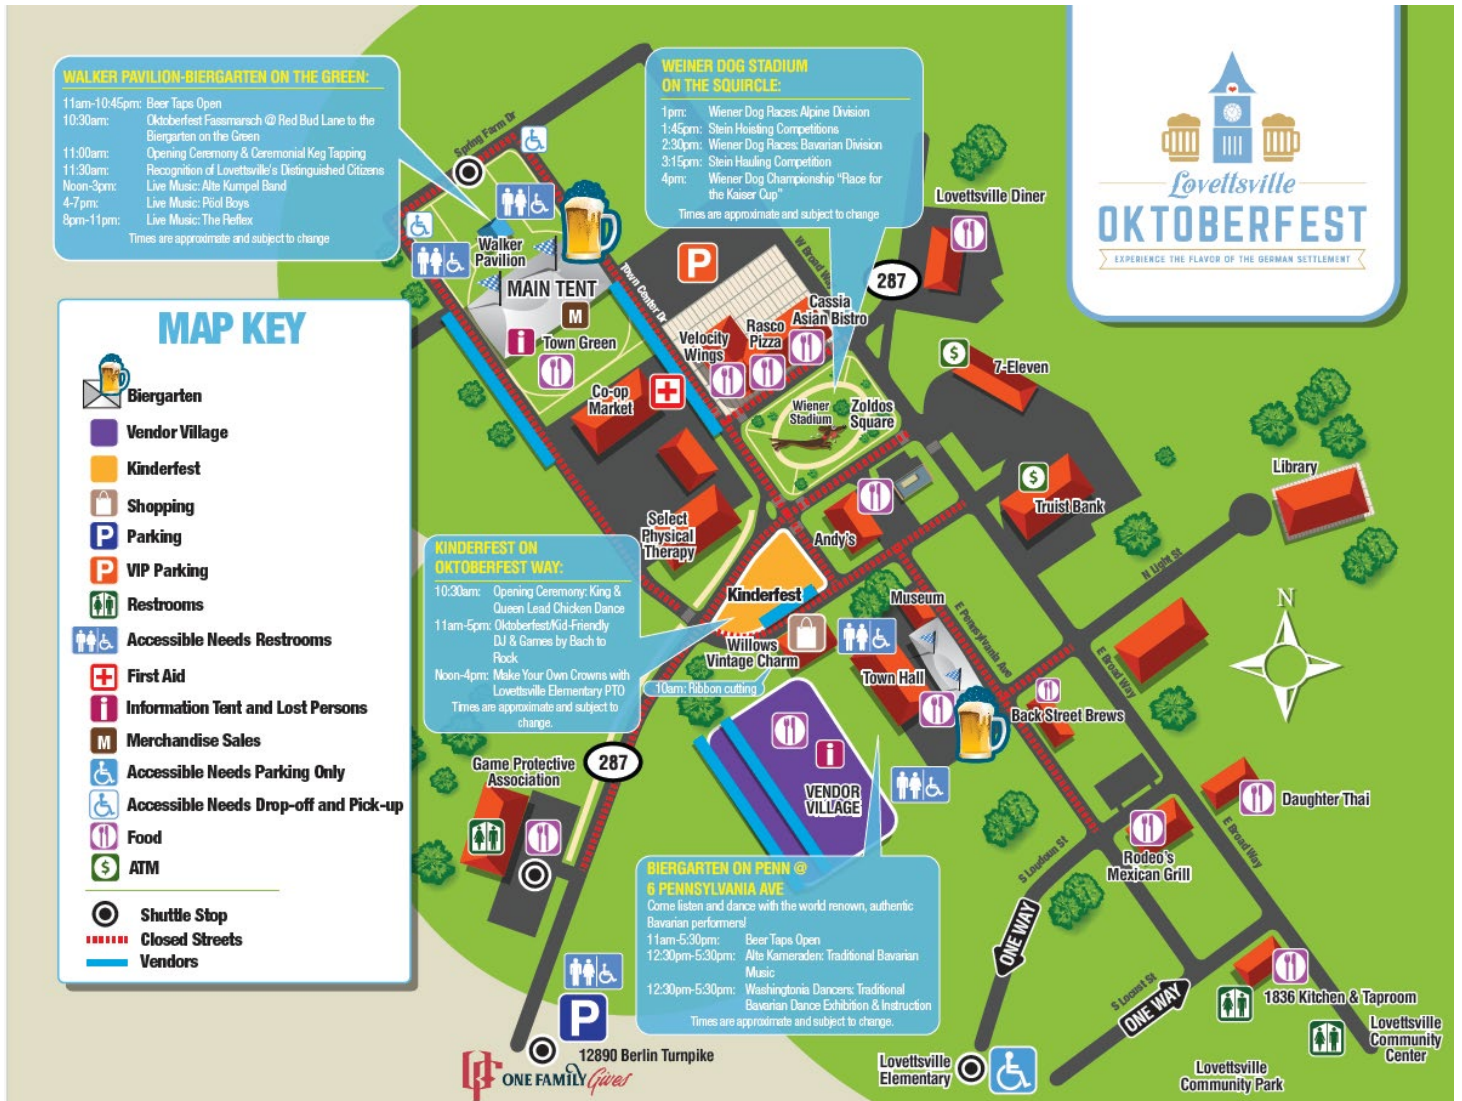 WALKER PAVILION-BIERGARTEN ON THE GREEN:
11am-10:45pm: Beer Taps Open
10:30am: Oktoberfest Fassmarsch @ Red Bud Lane to the
Biergarten on the Green
11:00am: Opening Ceremony & Ceremonial Keg Tapping
11:30am: Recognition of Lovettsville's Distinguished Citizens
Noon-3pm: Live Music: Alte Kumpel Band
4-7pm: Live Music: Pöol Boys
8pm-11pm: Live Music: The Reflex
Times are approximate and subject to change
WEINER DOG STADIUM
ON THE SQUIRCLE:
1pm: Wiener Dog Races: Alpine Division
1:45pm: Stein Hoisting Competitions
2:30pm: Wiener Dog Races: Bavarian Division
3:15pm: Stein Hauling Competition
4pm: Wiener Dog Championship "Race for
the Kaiser Cup"
Times are approximate and subject to change
Lovettsville
OKTOBERFEST
EXPERIENCE THE FLAVOR OF THE GERMAN SETTLEMENT
MAP KEY
Biergarten
Vendor Village
Kinderfest
Shopping
P Parking
P VIP Parking
Restrooms
Accessible Needs Restrooms
First Aid
i Information Tent and Lost Persons
M Merchandise Sales
Accessible Needs Parking Only
Accessible Needs Drop-off and Pick-up
Food
$ ATM
Shuttle Stop
Closed Streets
Vendors
Spring Farm Dr
Walker
Pavilion
MAIN TENT
M
i
Town Green
Town Center Dr
P
W Broad Way
287
Lovettsville Diner
Cassia
Asian Bistro
Rasco
Pizza
Velocity
Wings
Co-op
Market
Wiener
Stadium
Zoldos
Square
$
7-Eleven
$
Truist Bank
Library
N Light St
N
Select
Physical
Therapy
Andy's
KINDERFEST ON
OKTOBERFEST WAY:
10:30am: Opening Ceremony: King &
Queen Lead Chicken Dance
11am-5pm: Oktoberfest/Kid-Friendly
DJ & Games by Bach to
Rock
Noon-4pm: Make Your Own Crowns with
Lovettsville Elementary PTO
Times are approximate and subject to
change.
Kinderfest
Willows
Vintage Charm
10am: Ribbon cutting
Museum
E Pennsylvania Ave
Town Hall
E Broad Way
Back Street Brews
287
Game Protective
Association
i
VENDOR
VILLAGE
Daughter Thai
E Broad Way
Rodeo's
Mexican Grill
S Loudoun St
BIERGARTEN ON PENN @
6 PENNSYLVANIA AVE
Come listen and dance with the world renown, authentic
Bavarian performers!
11am-5:30pm: Beer Taps Open
12:30pm-5:30pm: Alte Kameraden: Traditional Bavarian
Music
12:30pm-5:30pm: Washingtonia Dancers: Traditional
Bavarian Dance Exhibition & Instruction
Times are approximate and subject to change.
ONE WAY
S Locust St
ONE WAY
1836 Kitchen & Taproom
Lovettsville
Community
Center
Lovettsville
Community Park
Lovettsville
Elementary
P
12890 Berlin Turnpike
ONE FAMILY Gives